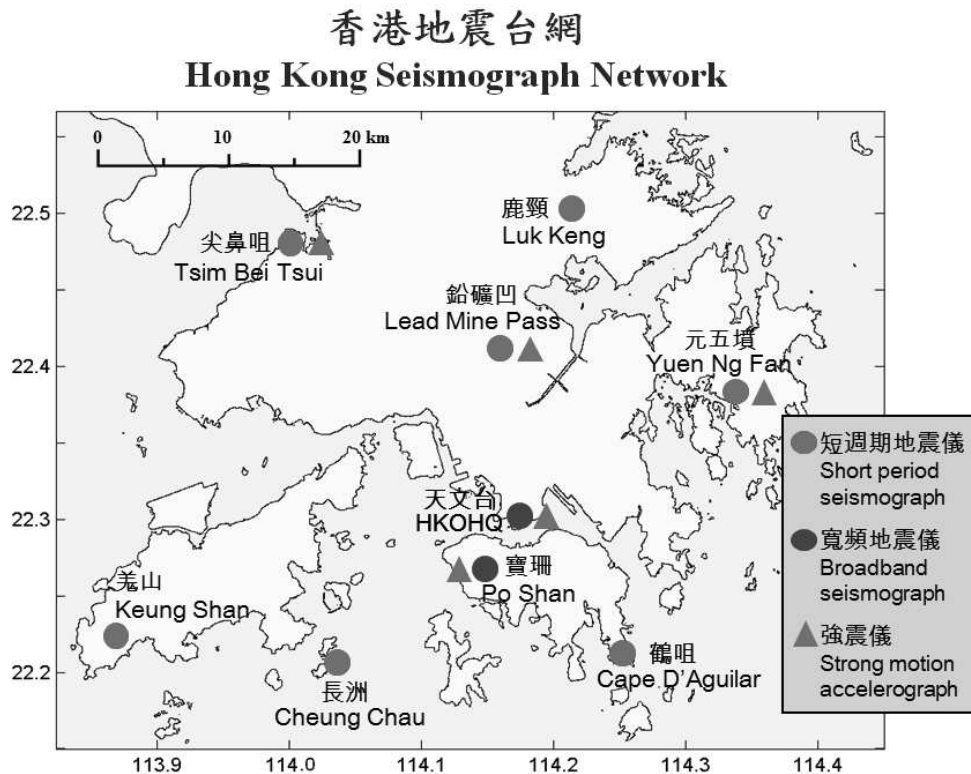 香港地震台網
Hong Kong Seismograph Network
0 10 20 km
22.5
22.4
22.3
22.2
113.9 114.0 114.1 114.2 114.3 114.4
鹿頸
Luk Keng
尖鼻咀
Tsim Bei Tsui
鉛礦凹
Lead Mine Pass
元五墳
Yuen Ng Fan
天文台
HKOHQ
寶珊
Po Shan
羗山
Keung Shan
鶴咀
Cape D'Aguilar
長洲
Cheung Chau
短週期地震儀
Short period
seismograph
寬頻地震儀
Broadband
seismograph
強震儀
Strong motion
accelerograph